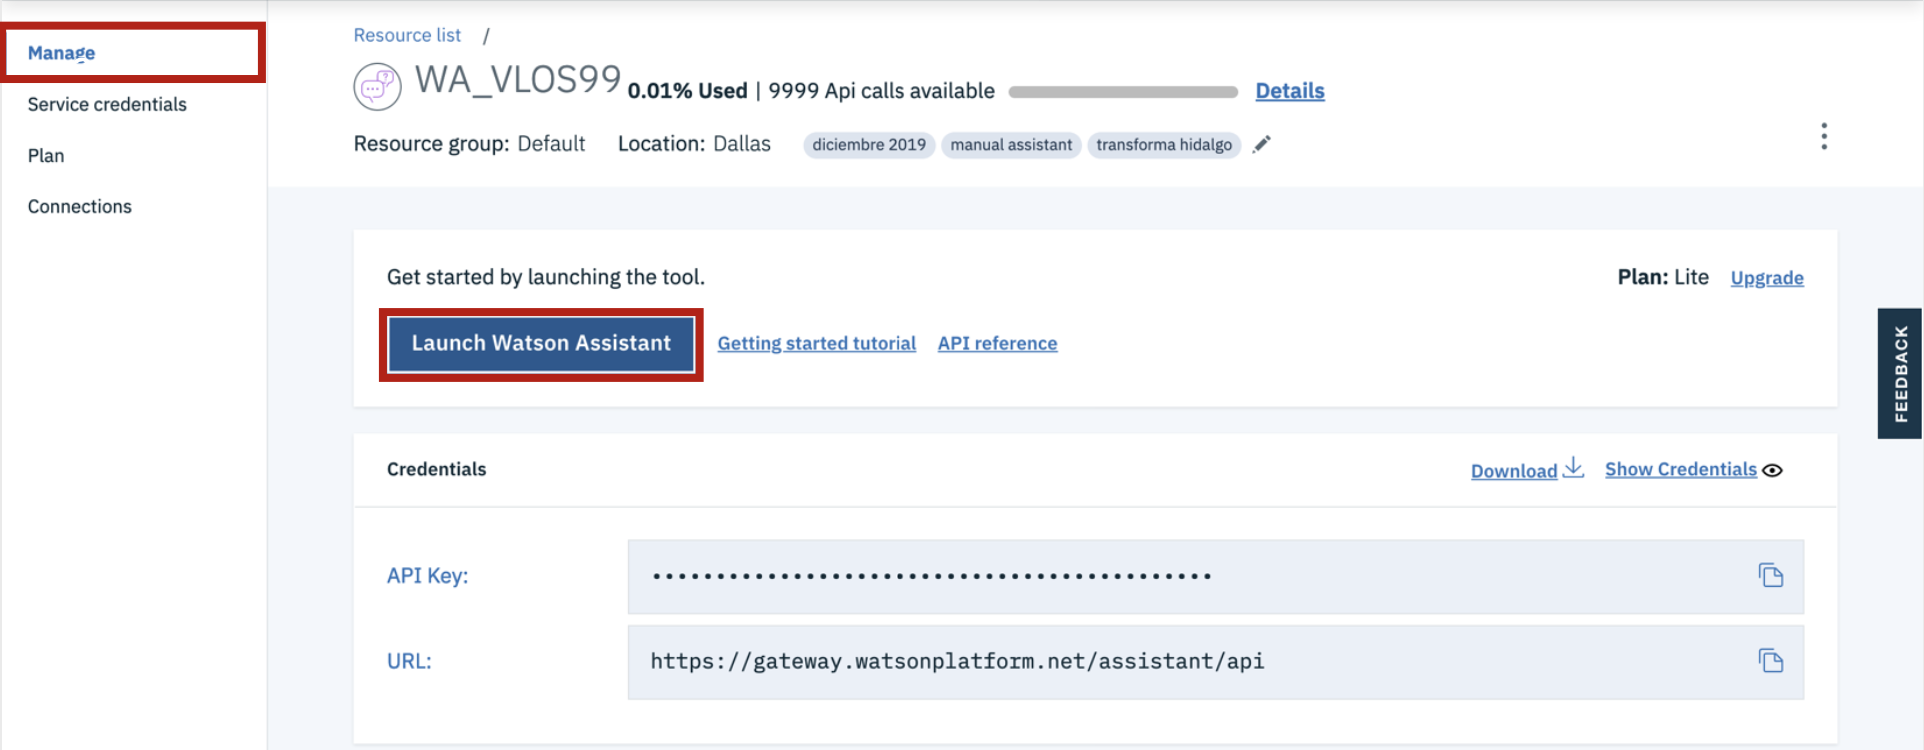 Manage
Service credentials
Plan
Connections
Resource list /
WA_VLOS99 0.01% Used | 9999 Api calls available Details
Resource group: Default Location: Dallas diciembre 2019 manual assistant transforma hidalgo
Get started by launching the tool.
Plan: Lite Upgrade
Launch Watson Assistant Getting started tutorial API reference
FEEDBACK
Credentials Download Show Credentials
API Key: ••••••••••••••••••••••••••••••••••••••••••••
URL: https://gateway.watsonplatform.net/assistant/api